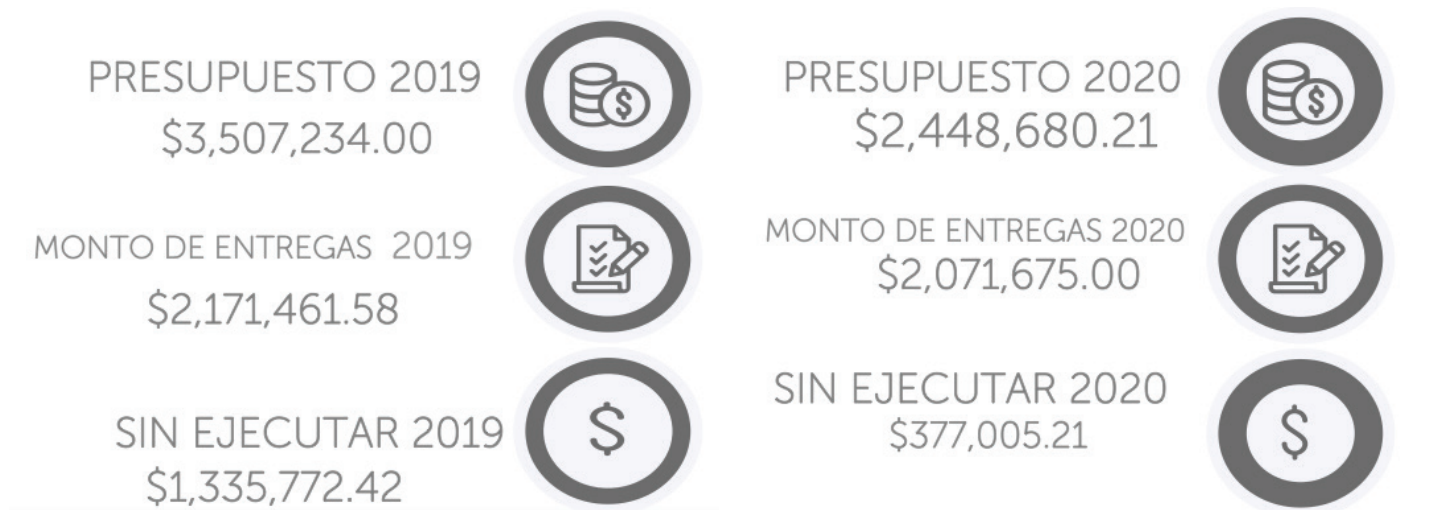 PRESUPUESTO 2019
$3,507,234.00
MONTO DE ENTREGAS 2019
$2,171,461.58
SIN EJECUTAR 2019
$1,335,772.42
PRESUPUESTO 2020
$2,448,680.21
MONTO DE ENTREGAS 2020
$2,071,675.00
SIN EJECUTAR 2020
$377,005.21